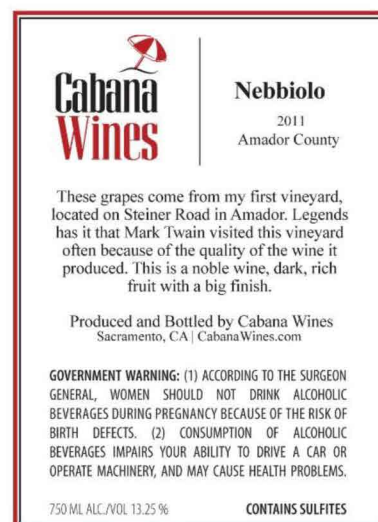 Cabana
Wines
Nebbiolo
2011
Amador County
These grapes come from my first vineyard,
located on Steiner Road in Amador. Legends
has it that Mark Twain visited this vineyard
often because of the quality of the wine it
produced. This is a noble wine, dark, rich
fruit with a big finish.
Produced and Bottled by Cabana Wines
Sacramento, CA | CabanaWines.com
GOVERNMENT WARNING: (1) ACCORDING TO THE SURGEON
GENERAL, WOMEN SHOULD NOT DRINK ALCOHOLIC
BEVERAGES DURING PREGNANCY BECAUSE OF THE RISK OF
BIRTH DEFECTS. (2) CONSUMPTION OF ALCOHOLIC
BEVERAGES IMPAIRS YOUR ABILITY TO DRIVE A CAR OR
OPERATE MACHINERY, AND MAY CAUSE HEALTH PROBLEMS.
750 ML ALC./VOL 13.25 % CONTAINS SULFITES